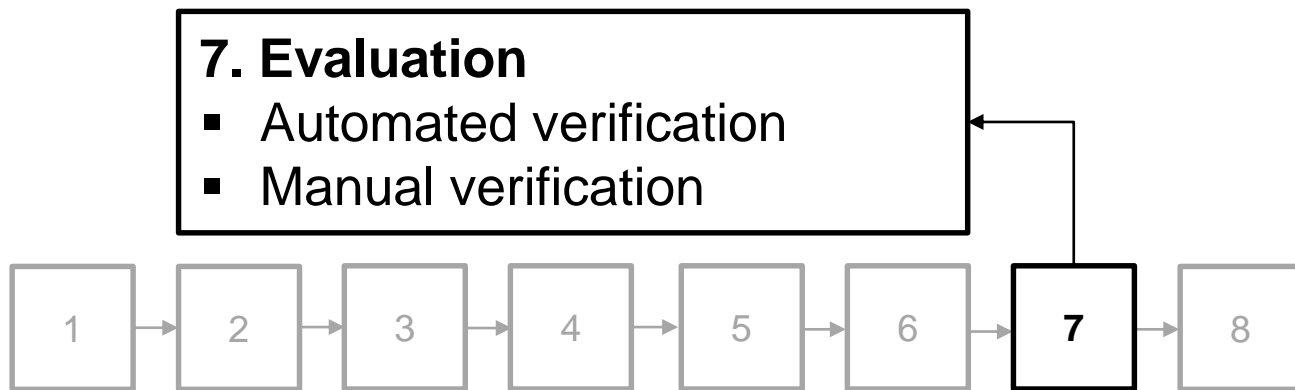 7. Evaluation
▪ Automated verification
▪ Manual verification
1 2 3 4 5 6 7 8